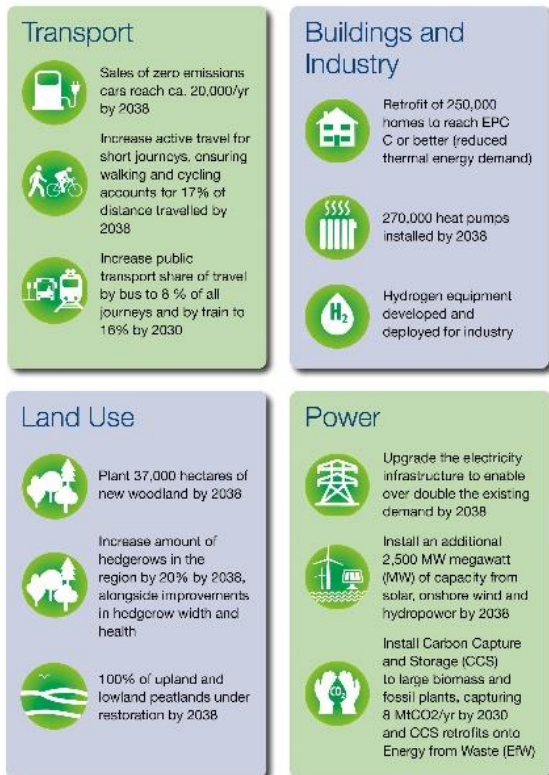 Transport
Sales of zero emissions
cars reach ca. 20,000/yr
by 2038
Increase active travel for
short journeys, ensuring
walking and cycling
accounts for 17% of
distance travelled by
2038
Increase public
transport share of travel
by bus to 8 % of all
journeys and by train to
16% by 2030
Buildings and
Industry
Retrofit of 250,000
homes to reach EPC
C or better (reduced
thermal energy demand)
270,000 heat pumps
installed by 2038
H₂
Hydrogen equipment
developed and
deployed for industry
Land Use
Plant 37,000 hectares of
new woodland by 2038
Increase amount of
hedgerows in the
region by 20% by 2038,
alongside improvements
in hedgerow width and
health
100% of upland and
lowland peatlands under
restoration by 2038
Power
Upgrade the electricity
infrastructure to enable
over double the existing
demand by 2038
Install an additional
2,500 MW megawatt
(MW) of capacity from
solar, onshore wind and
hydropower by 2038
CO₂
Install Carbon Capture
and Storage (CCS)
to large biomass and
fossil plants, capturing
8 MtCO2/yr by 2030
and CCS retrofits onto
Energy from Waste (EfW)